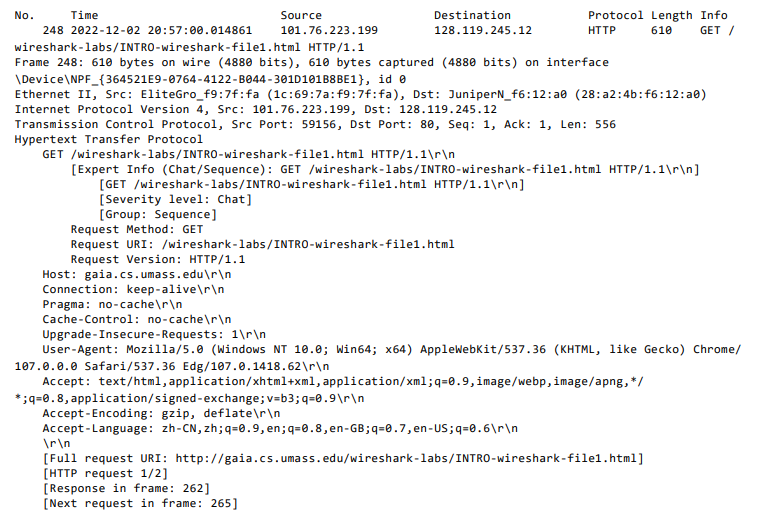 No.     Time                          Source                Destination           Protocol Length Info
    248 2022-12-02 20:57:00.014861    101.76.223.199        128.119.245.12        HTTP     610    GET /
wireshark-labs/INTRO-wireshark-file1.html HTTP/1.1
Frame 248: 610 bytes on wire (4880 bits), 610 bytes captured (4880 bits) on interface
\Device\NPF_{364521E9-0764-4122-B044-301D101B8BE1}, id 0
Ethernet II, Src: EliteGro_f9:7f:fa (1c:69:7a:f9:7f:fa), Dst: JuniperN_f6:12:a0 (28:a2:4b:f6:12:a0)
Internet Protocol Version 4, Src: 101.76.223.199, Dst: 128.119.245.12
Transmission Control Protocol, Src Port: 59156, Dst Port: 80, Seq: 1, Ack: 1, Len: 556
Hypertext Transfer Protocol
    GET /wireshark-labs/INTRO-wireshark-file1.html HTTP/1.1\r\n
        [Expert Info (Chat/Sequence): GET /wireshark-labs/INTRO-wireshark-file1.html HTTP/1.1\r\n]
            [GET /wireshark-labs/INTRO-wireshark-file1.html HTTP/1.1\r\n]
            [Severity level: Chat]
            [Group: Sequence]
        Request Method: GET
        Request URI: /wireshark-labs/INTRO-wireshark-file1.html
        Request Version: HTTP/1.1
    Host: gaia.cs.umass.edu\r\n
    Connection: keep-alive\r\n
    Pragma: no-cache\r\n
    Cache-Control: no-cache\r\n
    Upgrade-Insecure-Requests: 1\r\n
    User-Agent: Mozilla/5.0 (Windows NT 10.0; Win64; x64) AppleWebKit/537.36 (KHTML, like Gecko) Chrome/
107.0.0.0 Safari/537.36 Edg/107.0.1418.62\r\n
    Accept: text/html,application/xhtml+xml,application/xml;q=0.9,image/webp,image/apng,*/
*;q=0.8,application/signed-exchange;v=b3;q=0.9\r\n
    Accept-Encoding: gzip, deflate\r\n
    Accept-Language: zh-CN,zh;q=0.9,en;q=0.8,en-GB;q=0.7,en-US;q=0.6\r\n
    \r\n
    [Full request URI: http://gaia.cs.umass.edu/wireshark-labs/INTRO-wireshark-file1.html]
    [HTTP request 1/2]
    [Response in frame: 262]
    [Next request in frame: 265]